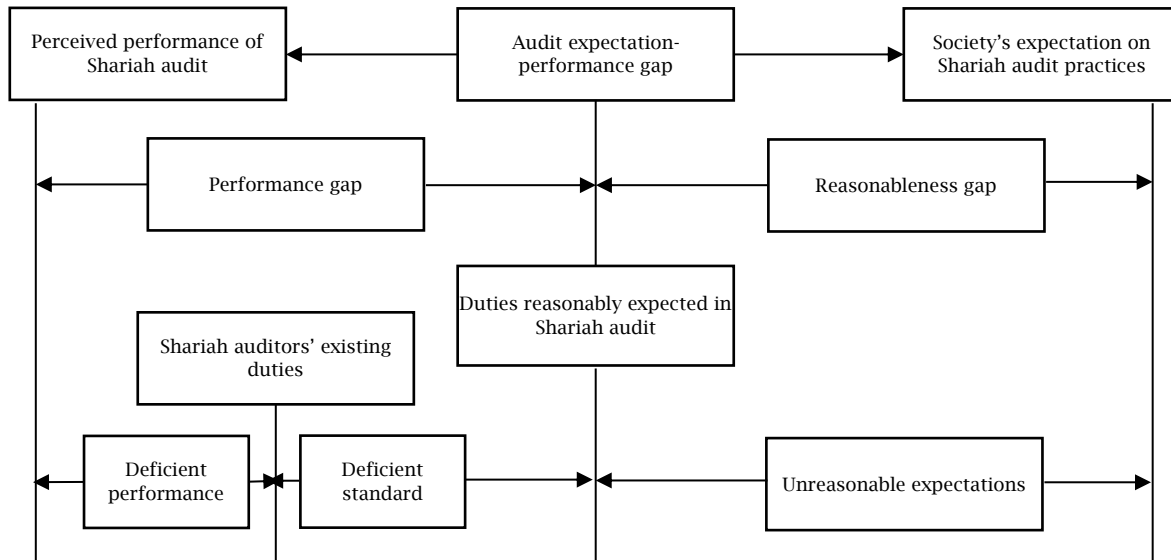 Perceived performance of
Shariah audit
Audit expectation-
performance gap
Society's expectation on
Shariah audit practices
Performance gap
Reasonableness gap
Duties reasonably expected in
Shariah audit
Shariah auditors' existing
duties
Deficient
performance
Deficient
standard
Unreasonable expectations